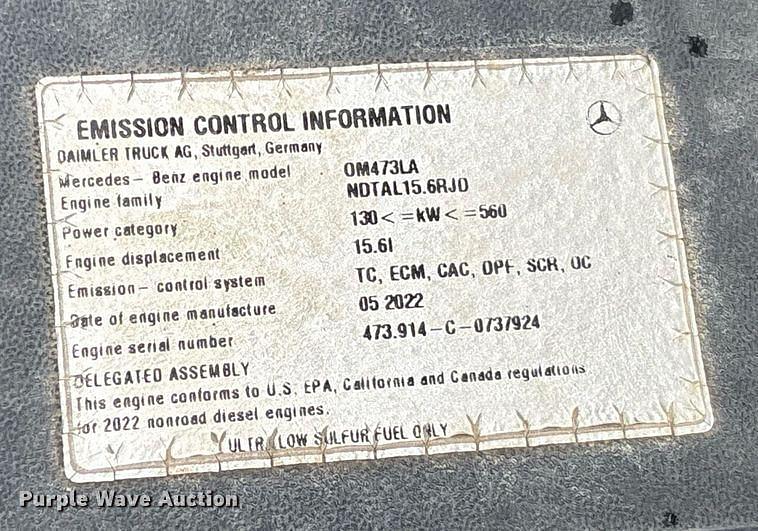 EMISSION CONTROL INFORMATION
DAIMLER TRUCK AG, Stuttgart, Germany
Mercedes- Benz engine model OM473LA
Engine family NDTAL15.6RJD
Power category 130< =kW< =560
Engine displacement 15.6l
Emission- control system TC, ECM, CAC, DPF, SCR, OC
Date of engine manufacture 05 2022
Engine serial number 473.914-C-0737924
DELEGATED ASSEMBLY
This engine conforms to U.S. EPA, California and Canada regulations
for 2022 nonroad diesel engines.
ULTRA LOW SULFUR FUEL ONLY
Purple Wave Auction